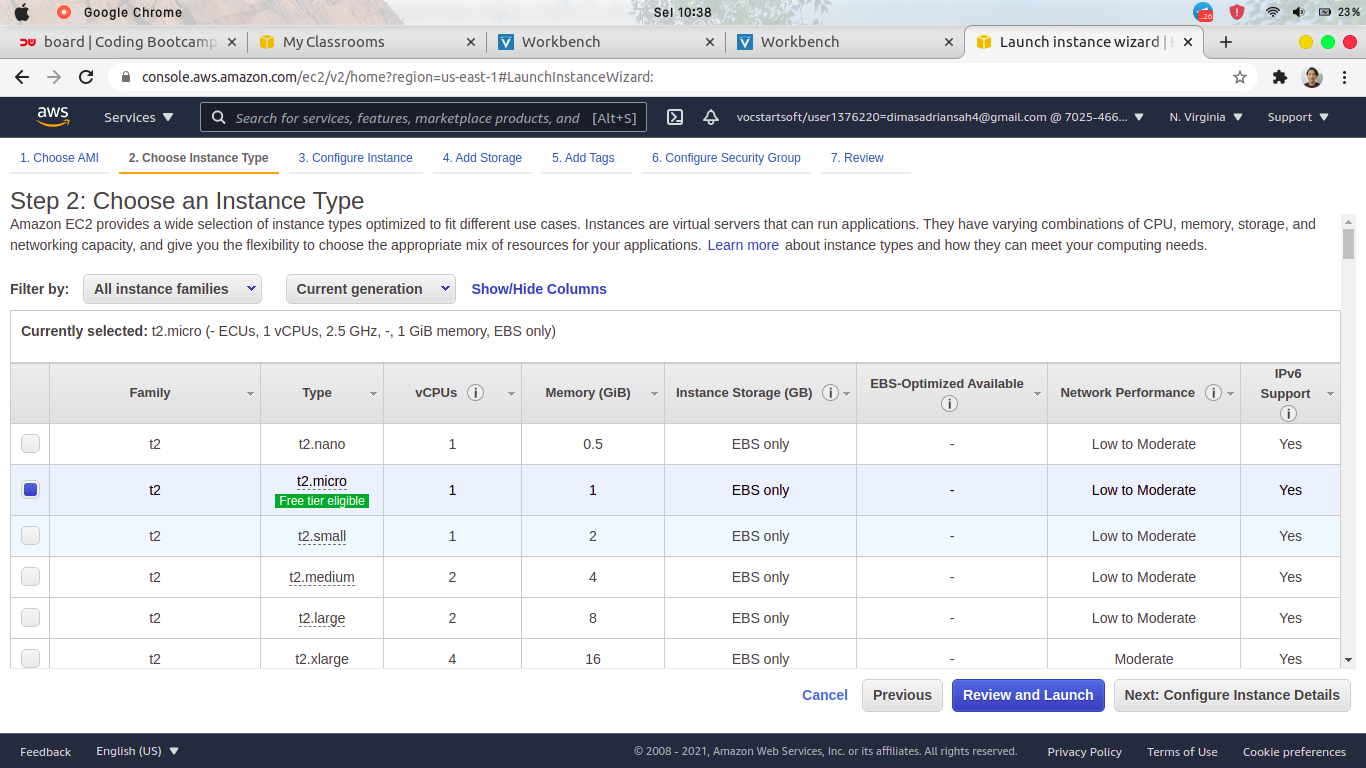 Google Chrome
Sel 10:38
26
23%
board | Coding Bootcamp
My Classrooms
Workbench
Workbench
Launch instance wizard | E
console.aws.amazon.com/ec2/v2/home?region=us-east-1#LaunchInstanceWizard:
aws
Services
Search for services, features, marketplace products, and
[Alt+S]
vocstartsoft/user1376220=dimasadriansah4@gmail.com @ 7025-466...
N. Virginia
Support
1. Choose AMI
2. Choose Instance Type
3. Configure Instance
4. Add Storage
5. Add Tags
6. Configure Security Group
7. Review
Step 2: Choose an Instance Type
Amazon EC2 provides a wide selection of instance types optimized to fit different use cases. Instances are virtual servers that can run applications. They have varying combinations of CPU, memory, storage, and
networking capacity, and give you the flexibility to choose the appropriate mix of resources for your applications. Learn more about instance types and how they can meet your computing needs.
Filter by:
All instance families
Current generation
Show/Hide Columns
Currently selected: t2.micro (- ECUs, 1 vCPUs, 2.5 GHz, -, 1 GiB memory, EBS only)
Family
Type
vCPUs
Memory (GiB)
Instance Storage (GB)
EBS-Optimized Available
Network Performance
IPv6
Support
t2 t2.nano 1 0.5 EBS only - Low to Moderate Yes
t2 t2.micro 1 1 EBS only - Low to Moderate Yes
Free tier eligible
t2 t2.small 1 2 EBS only - Low to Moderate Yes
t2 t2.medium 2 4 EBS only - Low to Moderate Yes
t2 t2.large 2 8 EBS only - Low to Moderate Yes
t2 t2.xlarge 4 16 EBS only - Moderate Yes
Cancel
Previous
Review and Launch
Next: Configure Instance Details
Feedback
English (US)
© 2008 - 2021, Amazon Web Services, Inc. or its affiliates. All rights reserved.
Privacy Policy
Terms of Use
Cookie preferences